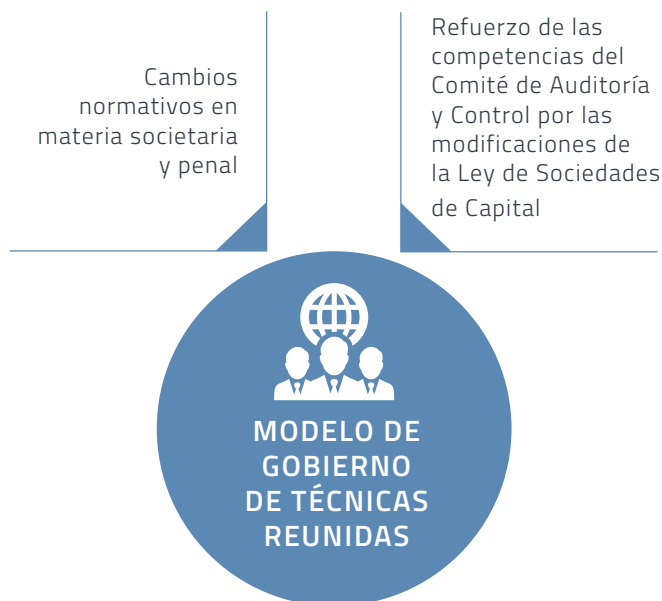 Cambios
normativos en
materia societaria
y penal
Refuerzo de las
competencias del
Comité de Auditoría
y Control por las
modificaciones de
la Ley de Sociedades
de Capital
MODELO DE
GOBIERNO
DE TÉCNICAS
REUNIDAS